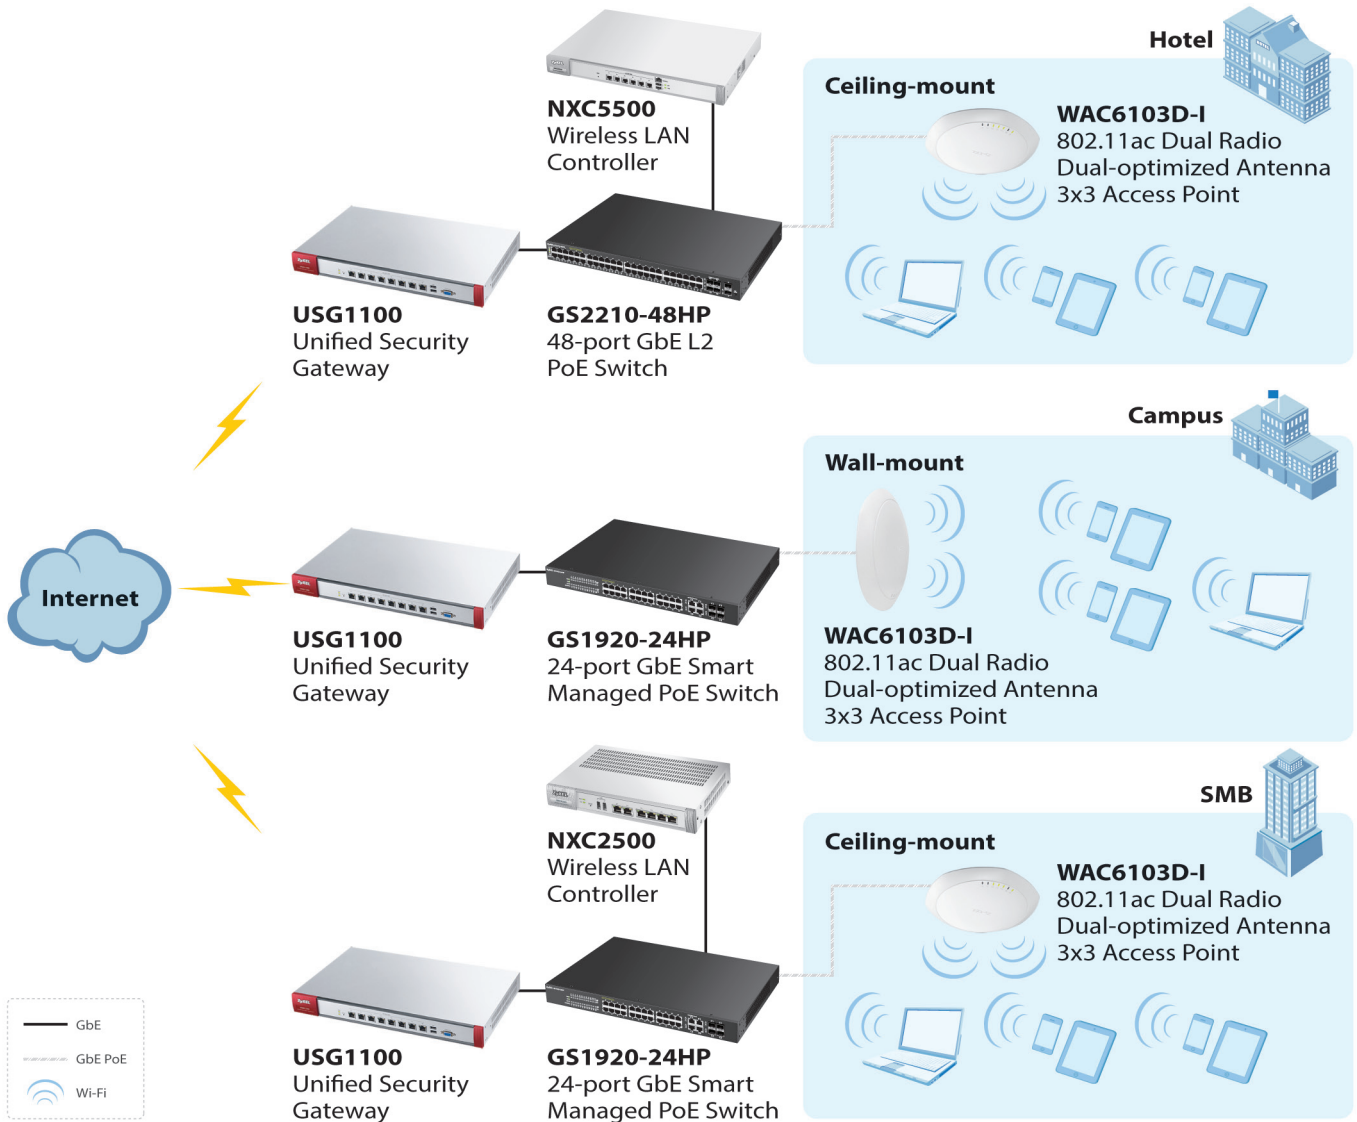 Hotel
NXC5500
Wireless LAN
Controller
Ceiling-mount
WAC6103D-I
802.11ac Dual Radio
Dual-optimized Antenna
3x3 Access Point
USG1100
Unified Security
Gateway
GS2210-48HP
48-port GbE L2
PoE Switch
Campus
Wall-mount
WAC6103D-I
802.11ac Dual Radio
Dual-optimized Antenna
3x3 Access Point
Internet
USG1100
Unified Security
Gateway
GS1920-24HP
24-port GbE Smart
Managed PoE Switch
SMB
NXC2500
Wireless LAN
Controller
Ceiling-mount
WAC6103D-I
802.11ac Dual Radio
Dual-optimized Antenna
3x3 Access Point
USG1100
Unified Security
Gateway
GS1920-24HP
24-port GbE Smart
Managed PoE Switch
GbE
GbE PoE
Wi-Fi